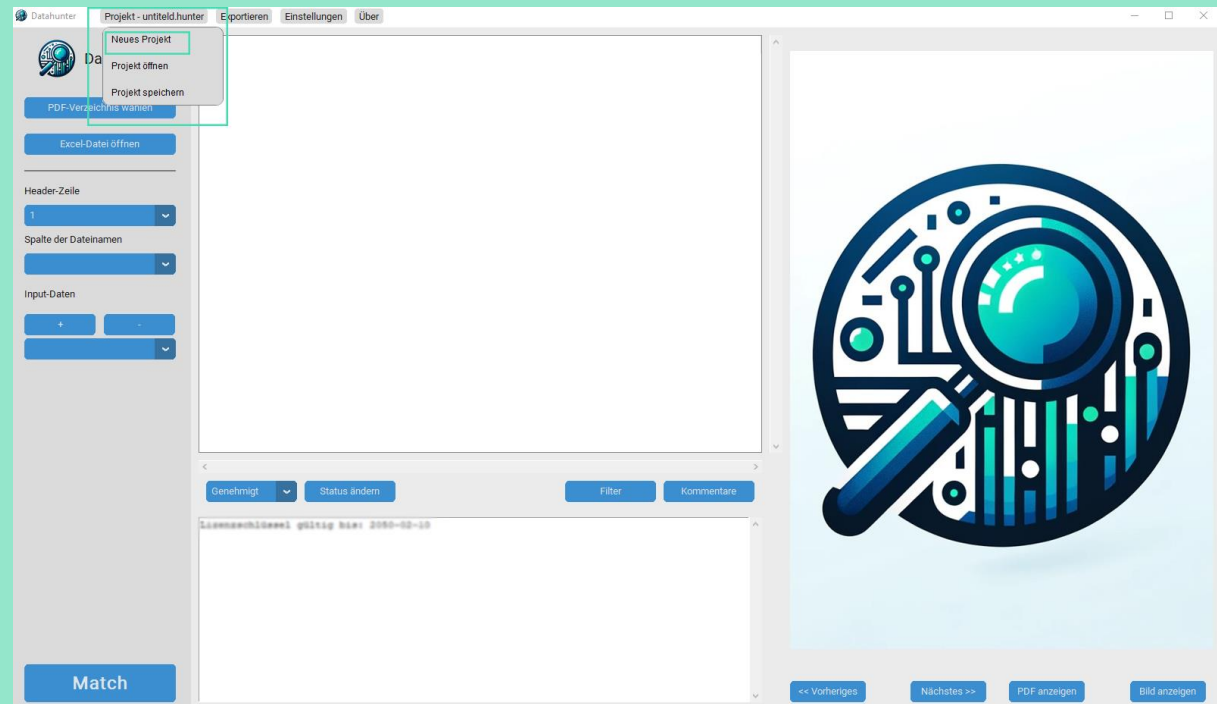 Datahunter
Projekt - untiteld.hunter Exportieren Einstellungen Über
Neues Projekt
Projekt öffnen
Projekt speichern
Da
PDF-Verzeichnis wählen
Excel-Datei öffnen
Header-Zeile
1
Spalte der Dateinamen
Input-Daten
+ -
Genehmigt Status ändern Filter Kommentare
Lizenzschlüssel gültig bis: 2050-02-10
Match
<< Vorheriges Nächstes >> PDF anzeigen Bild anzeigen